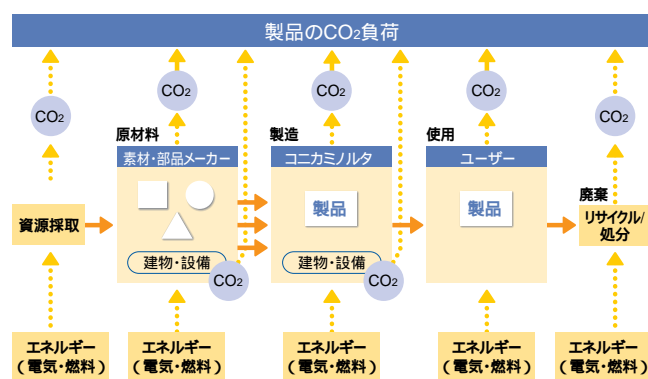 製品のCO2負荷
CO2
CO2
CO2
CO2
CO2
原材料
製造
使用
素材・部品メーカー
コニカミノルタ
ユーザー
廃棄
資源採取
製品
製品
リサイクル/
処分
建物・設備
建物・設備
CO2
CO2
エネルギー
(電気・燃料)
エネルギー
(電気・燃料)
エネルギー
(電気・燃料)
エネルギー
(電気・燃料)
エネルギー
(電気・燃料)